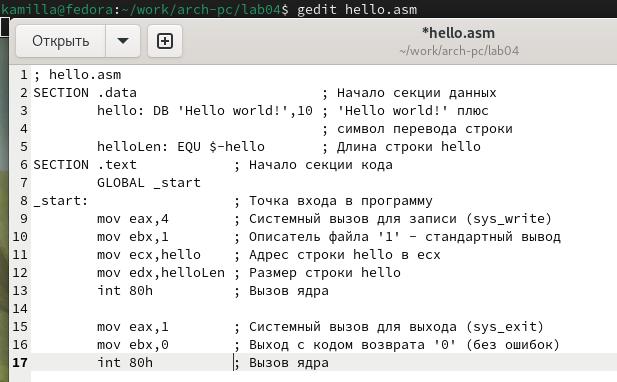 kamilla@fedora:~/work/arch-pc/lab04$ gedit hello.asm
Открыть
*hello.asm
~/work/arch-pc/lab04
1 ; hello.asm
2 SECTION .data                       ; Начало секции данных
3         hello: DB 'Hello world!',10 ; 'Hello world!' плюс
4                                     ; символ перевода строки
5         helloLen: EQU $-hello       ; Длина строки hello
6 SECTION .text            ; Начало секции кода
7         GLOBAL _start
8 _start:                  ; Точка входа в программу
9         mov eax,4        ; Системный вызов для записи (sys_write)
10         mov ebx,1        ; Описатель файла '1' - стандартный вывод
11         mov ecx,hello    ; Адрес строки hello в ecx
12         mov edx,helloLen ; Размер строки hello
13         int 80h          ; Вызов ядра
14
15         mov eax,1        ; Системный вызов для выхода (sys_exit)
16         mov ebx,0        ; Выход с кодом возврата '0' (без ошибок)
17         int 80h          ; Вызов ядра